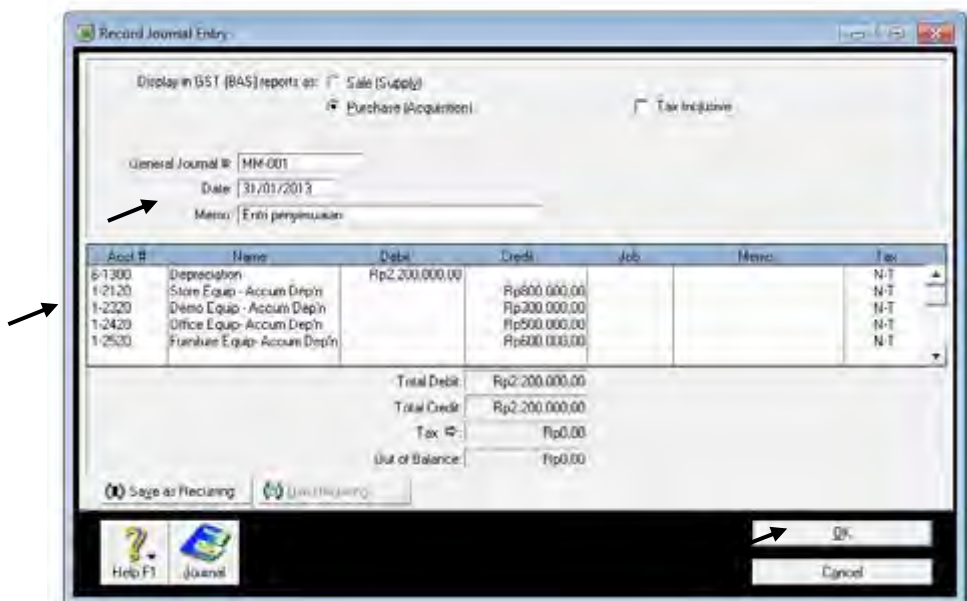 Record Journal Entry
Display in GST [BAS] reports as: Sale (Supply)
Purchase (Acquisition) Tax Inclusive
General Journal #: MM-001
Date: 31/01/2013
Memo: Entri penyesuaian
Acct # Name Debit Credit Job Memo Tax
6-1300 Depreciation Rp2.200.000,00 N-T
1-2120 Store Equip - Accum Dep'n Rp800.000,00 N-T
1-2320 Demo Equip - Accum Dep'n Rp300.000,00 N-T
1-2420 Office Equip- Accum Dep'n Rp500.000,00 N-T
1-2520 Furniture Equip- Accum Dep'n Rp600.000,00 N-T
Total Debit: Rp2.200.000,00
Total Credit: Rp2.200.000,00
Tax Rp0,00
Out of Balance: Rp0,00
Save as Recurring Use Recurring
Help F1 Journal
OK
Cancel